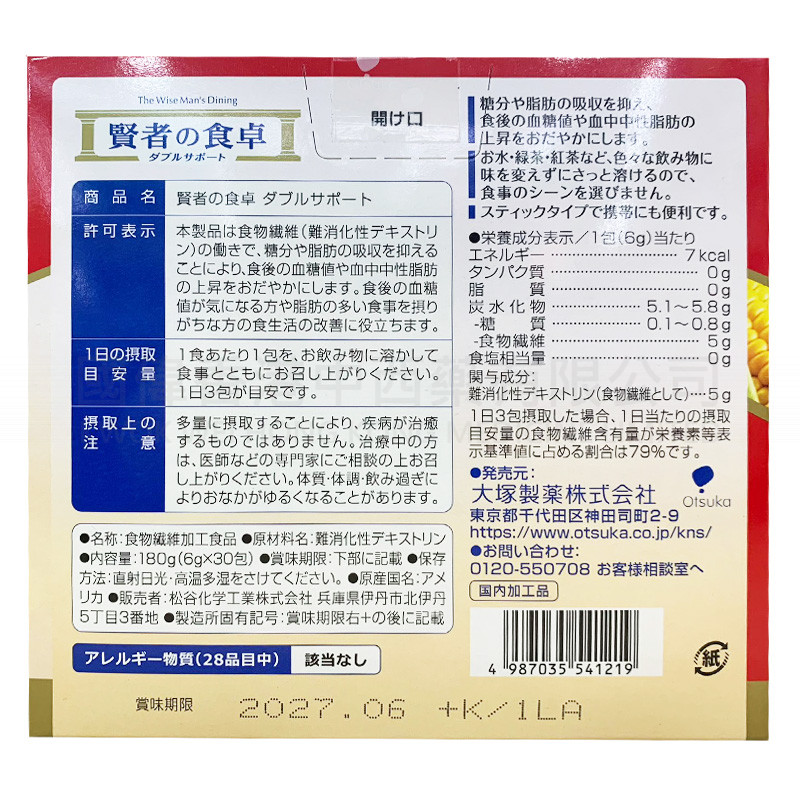 The Wise Man's Dining
賢者の食卓
ダブルサポート
開け口
糖分や脂肪の吸収を抑え、
食後の血糖値や血中中性脂肪の
上昇をおだやかにします。
お水・緑茶・紅茶など、色々な飲み物に
味を変えずにさっと溶けるので、
食事のシーンを選びません。
スティックタイプで携帯にも便利です。
商品名 賢者の食卓 ダブルサポート
許可表示 本製品は食物繊維(難消化性デキストリ
ン)の働きで、糖分や脂肪の吸収を抑える
ことにより、食後の血糖値や血中中性脂肪
の上昇をおだやかにします。食後の血糖
値が気になる方や脂肪の多い食事を摂り
がちな方の食生活の改善に役立ちます。
1日の摂取 1食あたり1包を、お飲み物に溶かして
目安量 食事とともにお召し上がりください。
1日3包が目安です。
摂取上の 多量に摂取することにより、疾病が治癒
注意 するものではありません。治療中の方
は、医師などの専門家にご相談の上お召
し上がりください。体質・体調・飲み過ぎに
よりおなかがゆるくなることがあります。
●栄養成分表示/1包(6g)当たり
エネルギー 7kcal
タンパク質 0g
脂質 0g
炭水化物 5.1〜5.8g
-糖質 0.1〜0.8g
-食物繊維 5g
食塩相当量 0g
関与成分:
難消化性デキストリン(食物繊維として)…5g
1日3包摂取した場合、1日当たりの摂取
目安量の食物繊維含有量が栄養素等表
示基準値に占める割合は79%です。
●発売元:
大塚製薬株式会社
Otsuka
東京都千代田区神田司町2-9
https://www.otsuka.co.jp/kns/
●お問い合わせ:
0120-550708 お客様相談室へ
国内加工品
●名称:食物繊維加工食品 ●原材料名:難消化性デキストリン
●内容量:180g(6g×30包) ●賞味期限:下部に記載 ●保存
方法:直射日光・高温多湿をさけてください。 ●原産国名:アメ
リカ ●販売者:松谷化学工業株式会社 兵庫県伊丹市北伊丹
5丁目3番地 ●製造所固有記号:賞味期限右+の後に記載
アレルギー物質(28品目中) 該当なし
4 987035 541219
紙
賞味期限 2027.06 +K/1LA